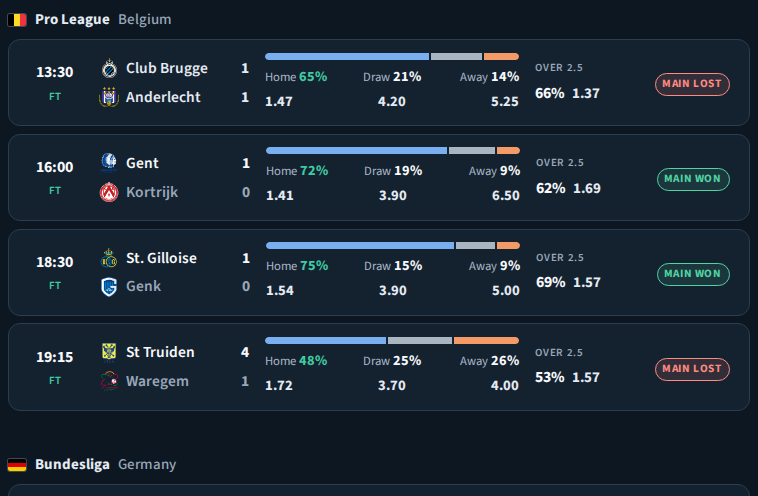 Pro League Belgium
13:30 Club Brugge 1 Home 65% Draw 21% Away 14% OVER 2.5 MAIN LOST
FT Anderlecht 1 1.47 4.20 5.25 66% 1.37
16:00 Gent 1 Home 72% Draw 19% Away 9% OVER 2.5 MAIN WON
FT Kortrijk 0 1.41 3.90 6.50 62% 1.69
18:30 St. Gilloise 1 Home 75% Draw 15% Away 9% OVER 2.5 MAIN WON
FT Genk 0 1.54 3.90 5.00 69% 1.57
19:15 St Truiden 4 Home 48% Draw 25% Away 26% OVER 2.5 MAIN LOST
FT Waregem 1 1.72 3.70 4.00 53% 1.57
Bundesliga Germany